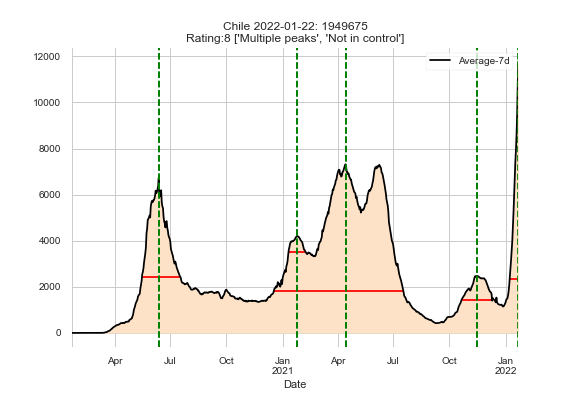 Chile 2022-01-22: 1949675
Rating:8 ['Multiple peaks', 'Not in control']
Average-7d
12000
10000
8000
6000
4000
2000
0
Apr
Jul
Oct
Jan
2021
Apr
Jul
Oct
Jan
2022
Date